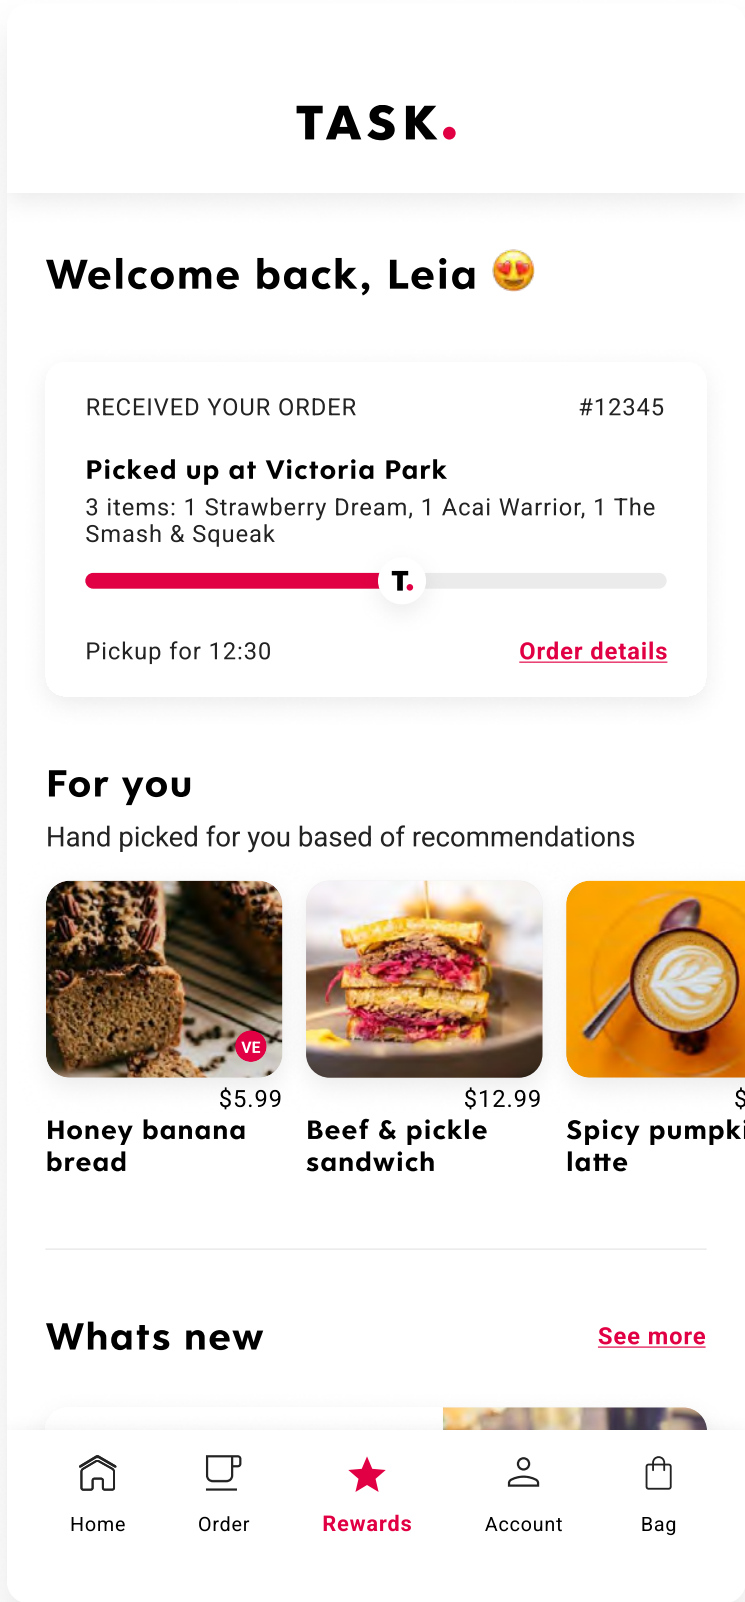 TASK.
Welcome back, Leia 😍
RECEIVED YOUR ORDER
#12345
Picked up at Victoria Park
3 items: 1 Strawberry Dream, 1 Acai Warrior, 1 The
Smash & Squeak
T.
Pickup for 12:30
Order details
For you
Hand picked for you based of recommendations
VE
$5.99
Honey banana
bread
$12.99
Beef & pickle
sandwich
$
Spicy pumpki
latte
Whats new
See more
Home
Order
Rewards
Account
Bag